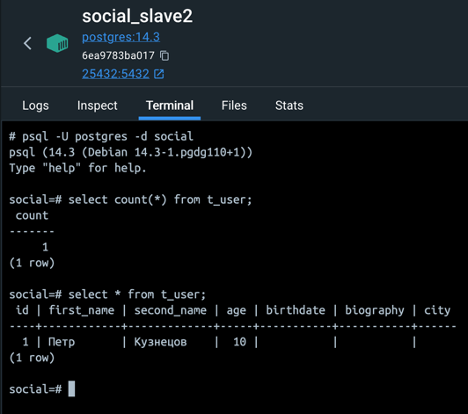 social_slave2
postgres:14.3
6ea9783ba017
25432:5432
Logs Inspect Terminal Files Stats
# psql -U postgres -d social
psql (14.3 (Debian 14.3-1.pgdg110+1))
Type "help" for help.
social=# select count(*) from t_user;
 count
-------
     1
(1 row)
social=# select * from t_user;
 id | first_name | second_name | age | birthdate | biography | city
----+------------+-------------+-----+-----------+-----------+------
  1 | Петр       | Кузнецов    |  10 |           |           |
(1 row)
social=#